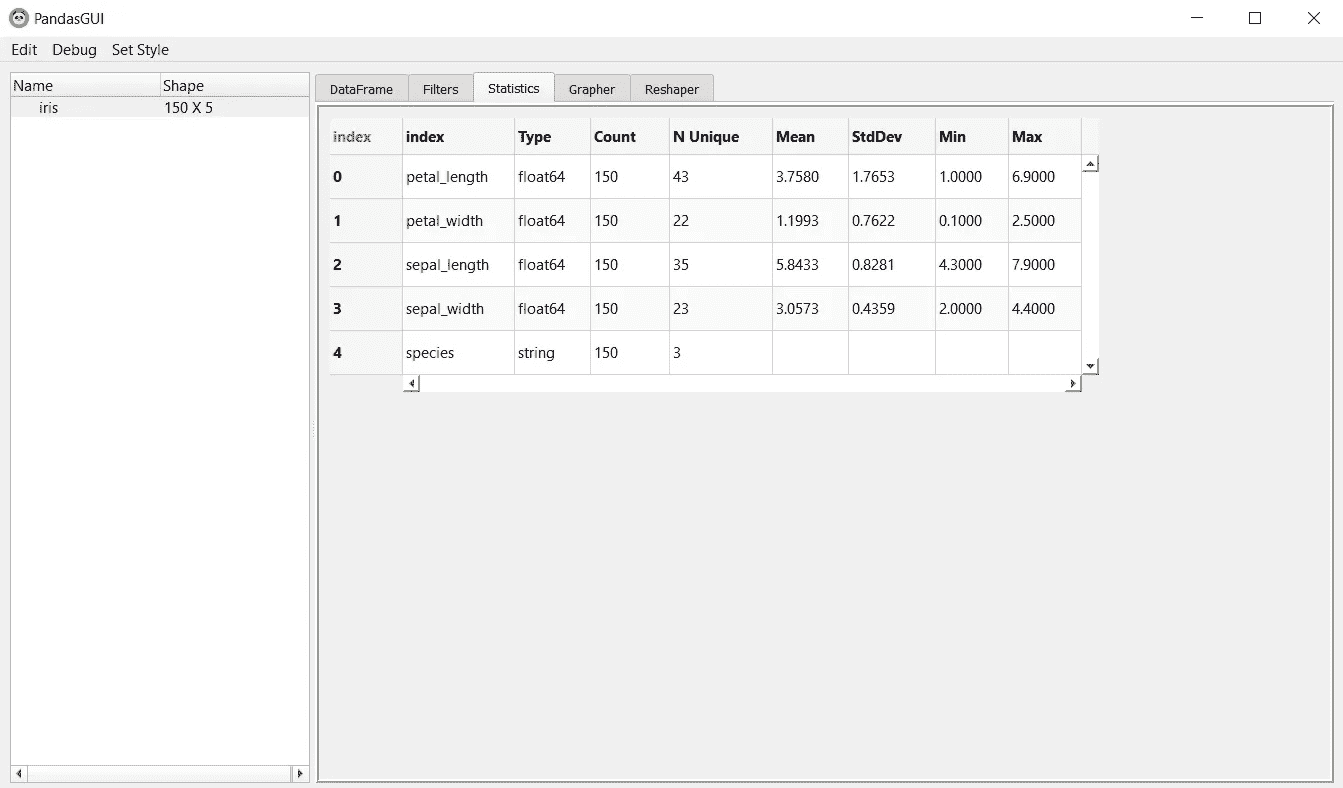 PandasGUI
Edit Debug Set Style
Name Shape
iris 150 X 5
DataFrame Filters Statistics Grapher Reshaper
index index Type Count N Unique Mean StdDev Min Max
0 petal_length float64 150 43 3.7580 1.7653 1.0000 6.9000
1 petal_width float64 150 22 1.1993 0.7622 0.1000 2.5000
2 sepal_length float64 150 35 5.8433 0.8281 4.3000 7.9000
3 sepal_width float64 150 23 3.0573 0.4359 2.0000 4.4000
4 species string 150 3